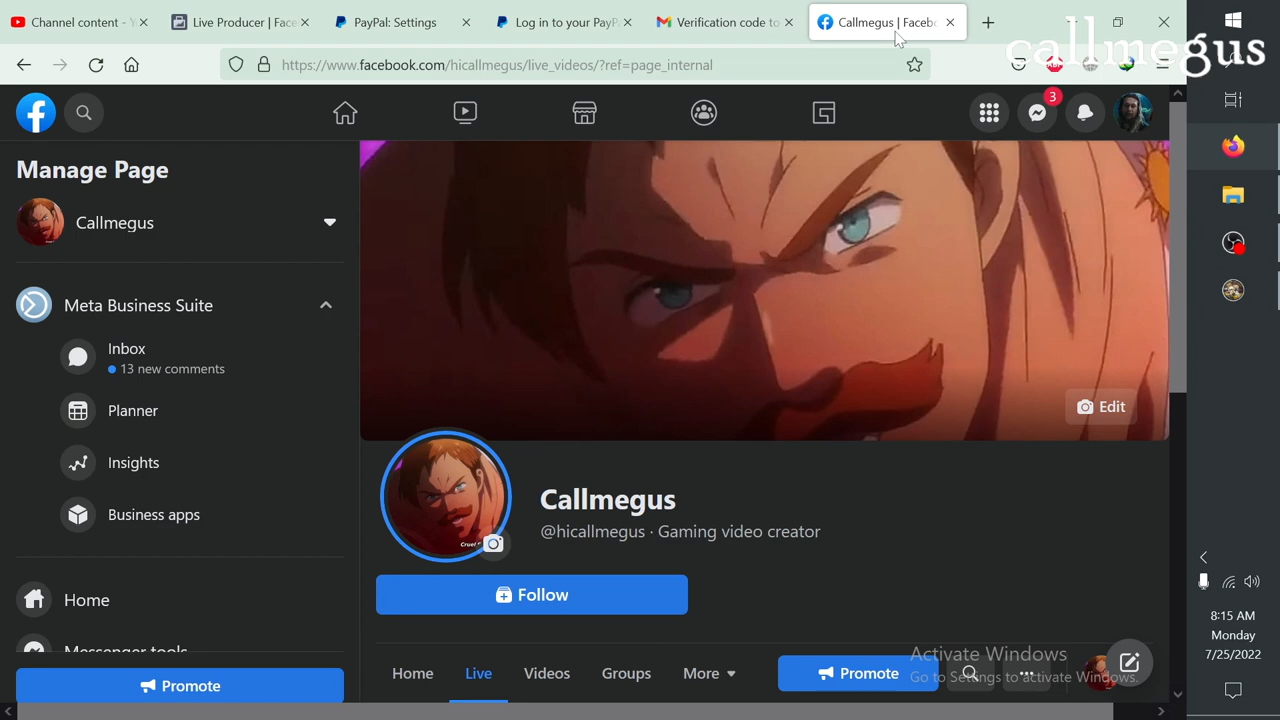 Channel content - Y
Live Producer | Face
PayPal: Settings
Log in to your PayP
Verification code to
Callmegus | Facebo
callmegus
https://www.facebook.com/hicallmegus/live_videos/?ref=page_internal
3
Manage Page
Callmegus
Meta Business Suite
Inbox
13 new comments
Planner
Insights
Business apps
Home
Messenger tools
Promote
Edit
Callmegus
@hicallmegus · Gaming video creator
Follow
Home
Live
Videos
Groups
More
Promote
Activate Windows
Go to Settings to activate Windows.
8:15 AM
Monday
7/25/2022